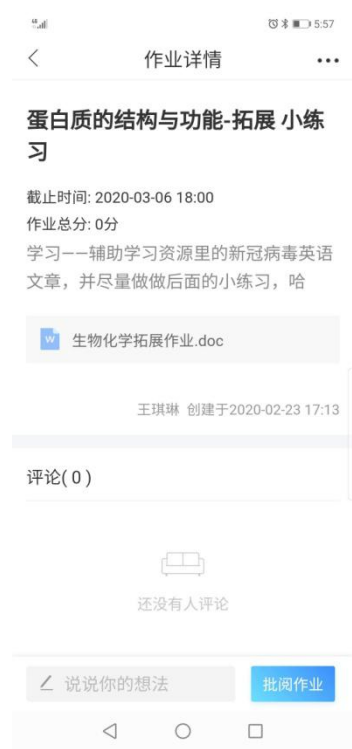 5:57
作业详情
蛋白质的结构与功能-拓展 小练
习
截止时间: 2020-03-06 18:00
作业总分: 0分
学习——辅助学习资源里的新冠病毒英语
文章，并尽量做做后面的小练习，哈
W 生物化学拓展作业.doc
王琪琳 创建于2020-02-23 17:13
评论( 0 )
还没有人评论
说说你的想法
批阅作业